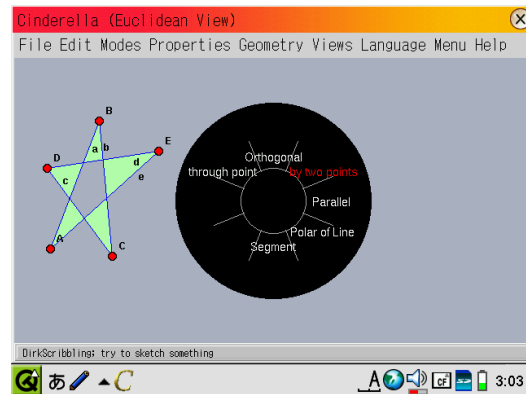 Cinderella (Euclidean View)
File Edit Modes Properties Geometry Views Language Menu Help
B
a b
E
D
d
c
e
A
C
Orthogonal
through point
by two points
Parallel
Polar of Line
Segment
DirkScribbling; try to sketch something
あ
C
A
CF
3:03